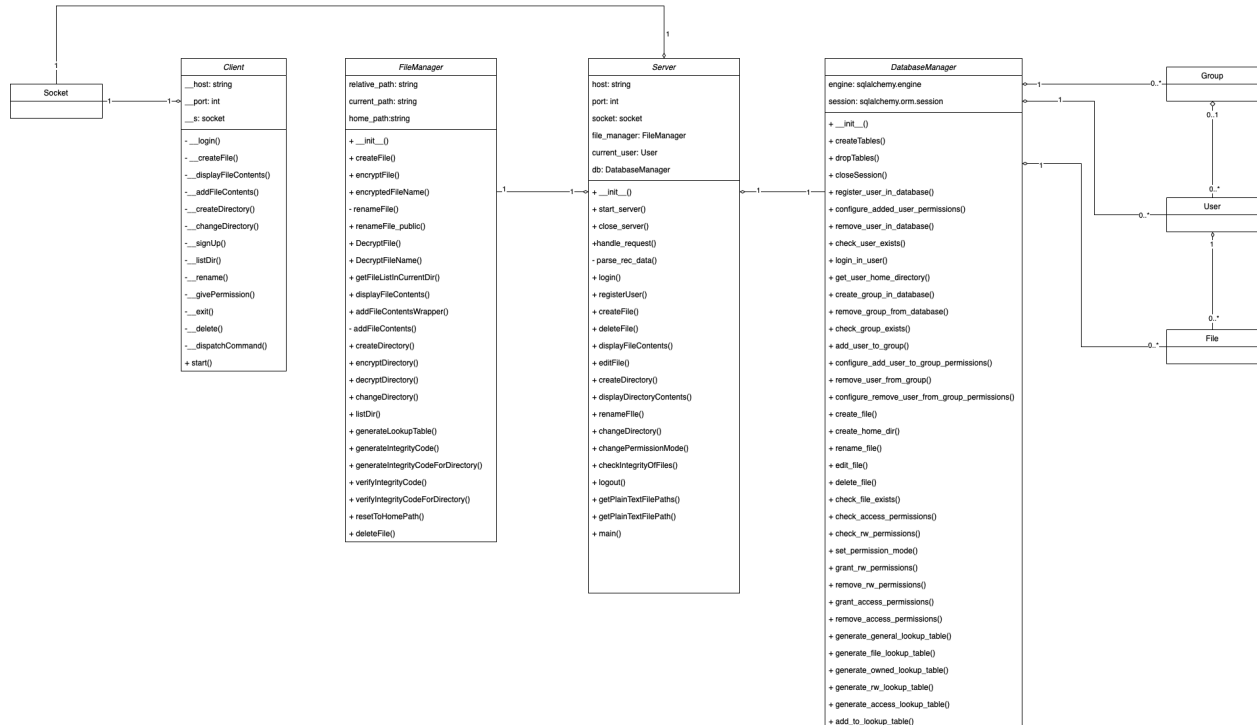 Socket
1
1
1
1
Client
__host: string
__port: int
__s: socket
- __login()
- __createFile()
-__displayFileContents()
-__addFileContents()
-__createDirectory()
-__changeDirectory()
-__signUp()
-__listDir()
-__rename()
-__givePermission()
-__exit()
-__delete()
-__dispatchCommand()
+ start()
FileManager
relative_path: string
current_path: string
home_path:string
+ __init__()
+ createFile()
+ encryptFile()
+ encryptedFileName()
- renameFile()
+ renameFile_public()
+ DecryptFile()
+ DecryptFileName()
+ getFileListInCurrentDir()
+ displayFileContents()
+ addFileContentsWrapper()
- addFileContents()
+ createDirectory()
+ encryptDirectory()
+ decryptDirectory()
+ changeDirectory()
+ listDir()
+ generateLookupTable()
+ generateIntegrityCode()
+ generateIntegrityCodeForDirectory()
+ verifyIntegrityCode()
+ verifyIntegrityCodeForDirectory()
+ resetToHomePath()
+ deleteFile()
1
1
Server
host: string
port: int
socket: socket
file_manager: FileManager
current_user: User
db: DatabaseManager
+ __init__()
+ start_server()
+ close_server()
+handle_request()
- parse_rec_data()
+ login()
+ registerUser()
+ createFile()
+ deleteFile()
+ displayFileContents()
+ editFile()
+ createDirectory()
+ displayDirectoryContents()
+ renameFIle()
+ changeDirectory()
+ changePermissionMode()
+ checkIntegrityOfFiles()
+ logout()
+ getPlainTextFilePaths()
+ getPlainTextFilePath()
+ main()
1
1
DatabaseManager
engine: sqlalchemy.engine
session: sqlalchemy.orm.session
+ __init__()
+ createTables()
+ dropTables()
+ closeSession()
+ register_user_in_database()
+ configure_added_user_permissions()
+ remove_user_in_database()
+ check_user_exists()
+ login_in_user()
+ get_user_home_directory()
+ create_group_in_database()
+ remove_group_from_database()
+ check_group_exists()
+ add_user_to_group()
+ configure_add_user_to_group_permissions()
+ remove_user_from_group()
+ configure_remove_user_from_group_permissions()
+ create_file()
+ create_home_dir()
+ rename_file()
+ edit_file()
+ delete_file()
+ check_file_exists()
+ check_access_permissions()
+ check_rw_permissions()
+ set_permission_mode()
+ grant_rw_permissions()
+ remove_rw_permissions()
+ grant_access_permissions()
+ remove_access_permissions()
+ generate_general_lookup_table()
+ generate_file_lookup_table()
+ generate_owned_lookup_table()
+ generate_rw_lookup_table()
+ generate_access_lookup_table()
+ add_to_lookup_table()
1
0..*
1
0..*
1
0..*
Group
0..1
0..*
User
1
0..*
File